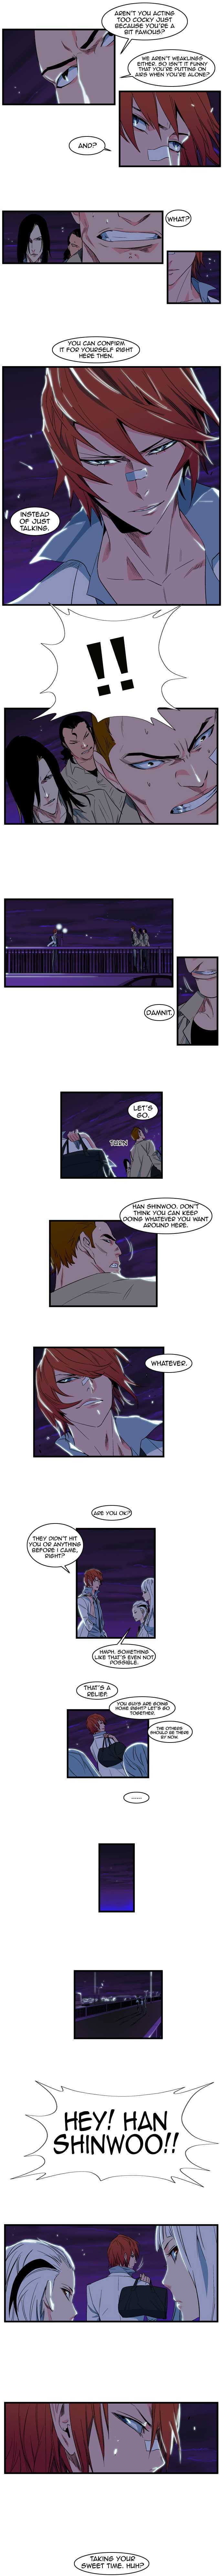 AREN'T YOU ACTING
TOO COCKY JUST
BECAUSE YOU'RE A
BIT FAMOUS?
WE AREN'T WEAKLINGS
EITHER. SO ISN'T IT FUNNY
THAT YOU'RE PUTTING ON
AIRS WHEN YOU'RE ALONE?
AND?
WHAT?
YOU CAN CONFIRM
IT FOR YOURSELF RIGHT
HERE THEN.
INSTEAD
OF JUST
TALKING.
!!
DAMNIT.
LET'S
GO.
TURN
HAN SHINWOO. DON'T
THINK YOU CAN KEEP
DOING WHATEVER YOU WANT
AROUND HERE.
WHATEVER.
ARE YOU OK?
THEY DIDN'T HIT
YOU OR ANYTHING
BEFORE I CAME,
RIGHT?
HMPH. SOMETHING
LIKE THAT'S EVEN NOT
POSSIBLE.
THAT'S A
RELIEF.
YOU GUYS ARE GOING
HOME RIGHT? LET'S GO
TOGETHER.
THE OTHERS
SHOULD BE THERE
BY NOW.
......
HEY! HAN
SHINWOO!!
TAKING YOUR
SWEET TIME. HUH?